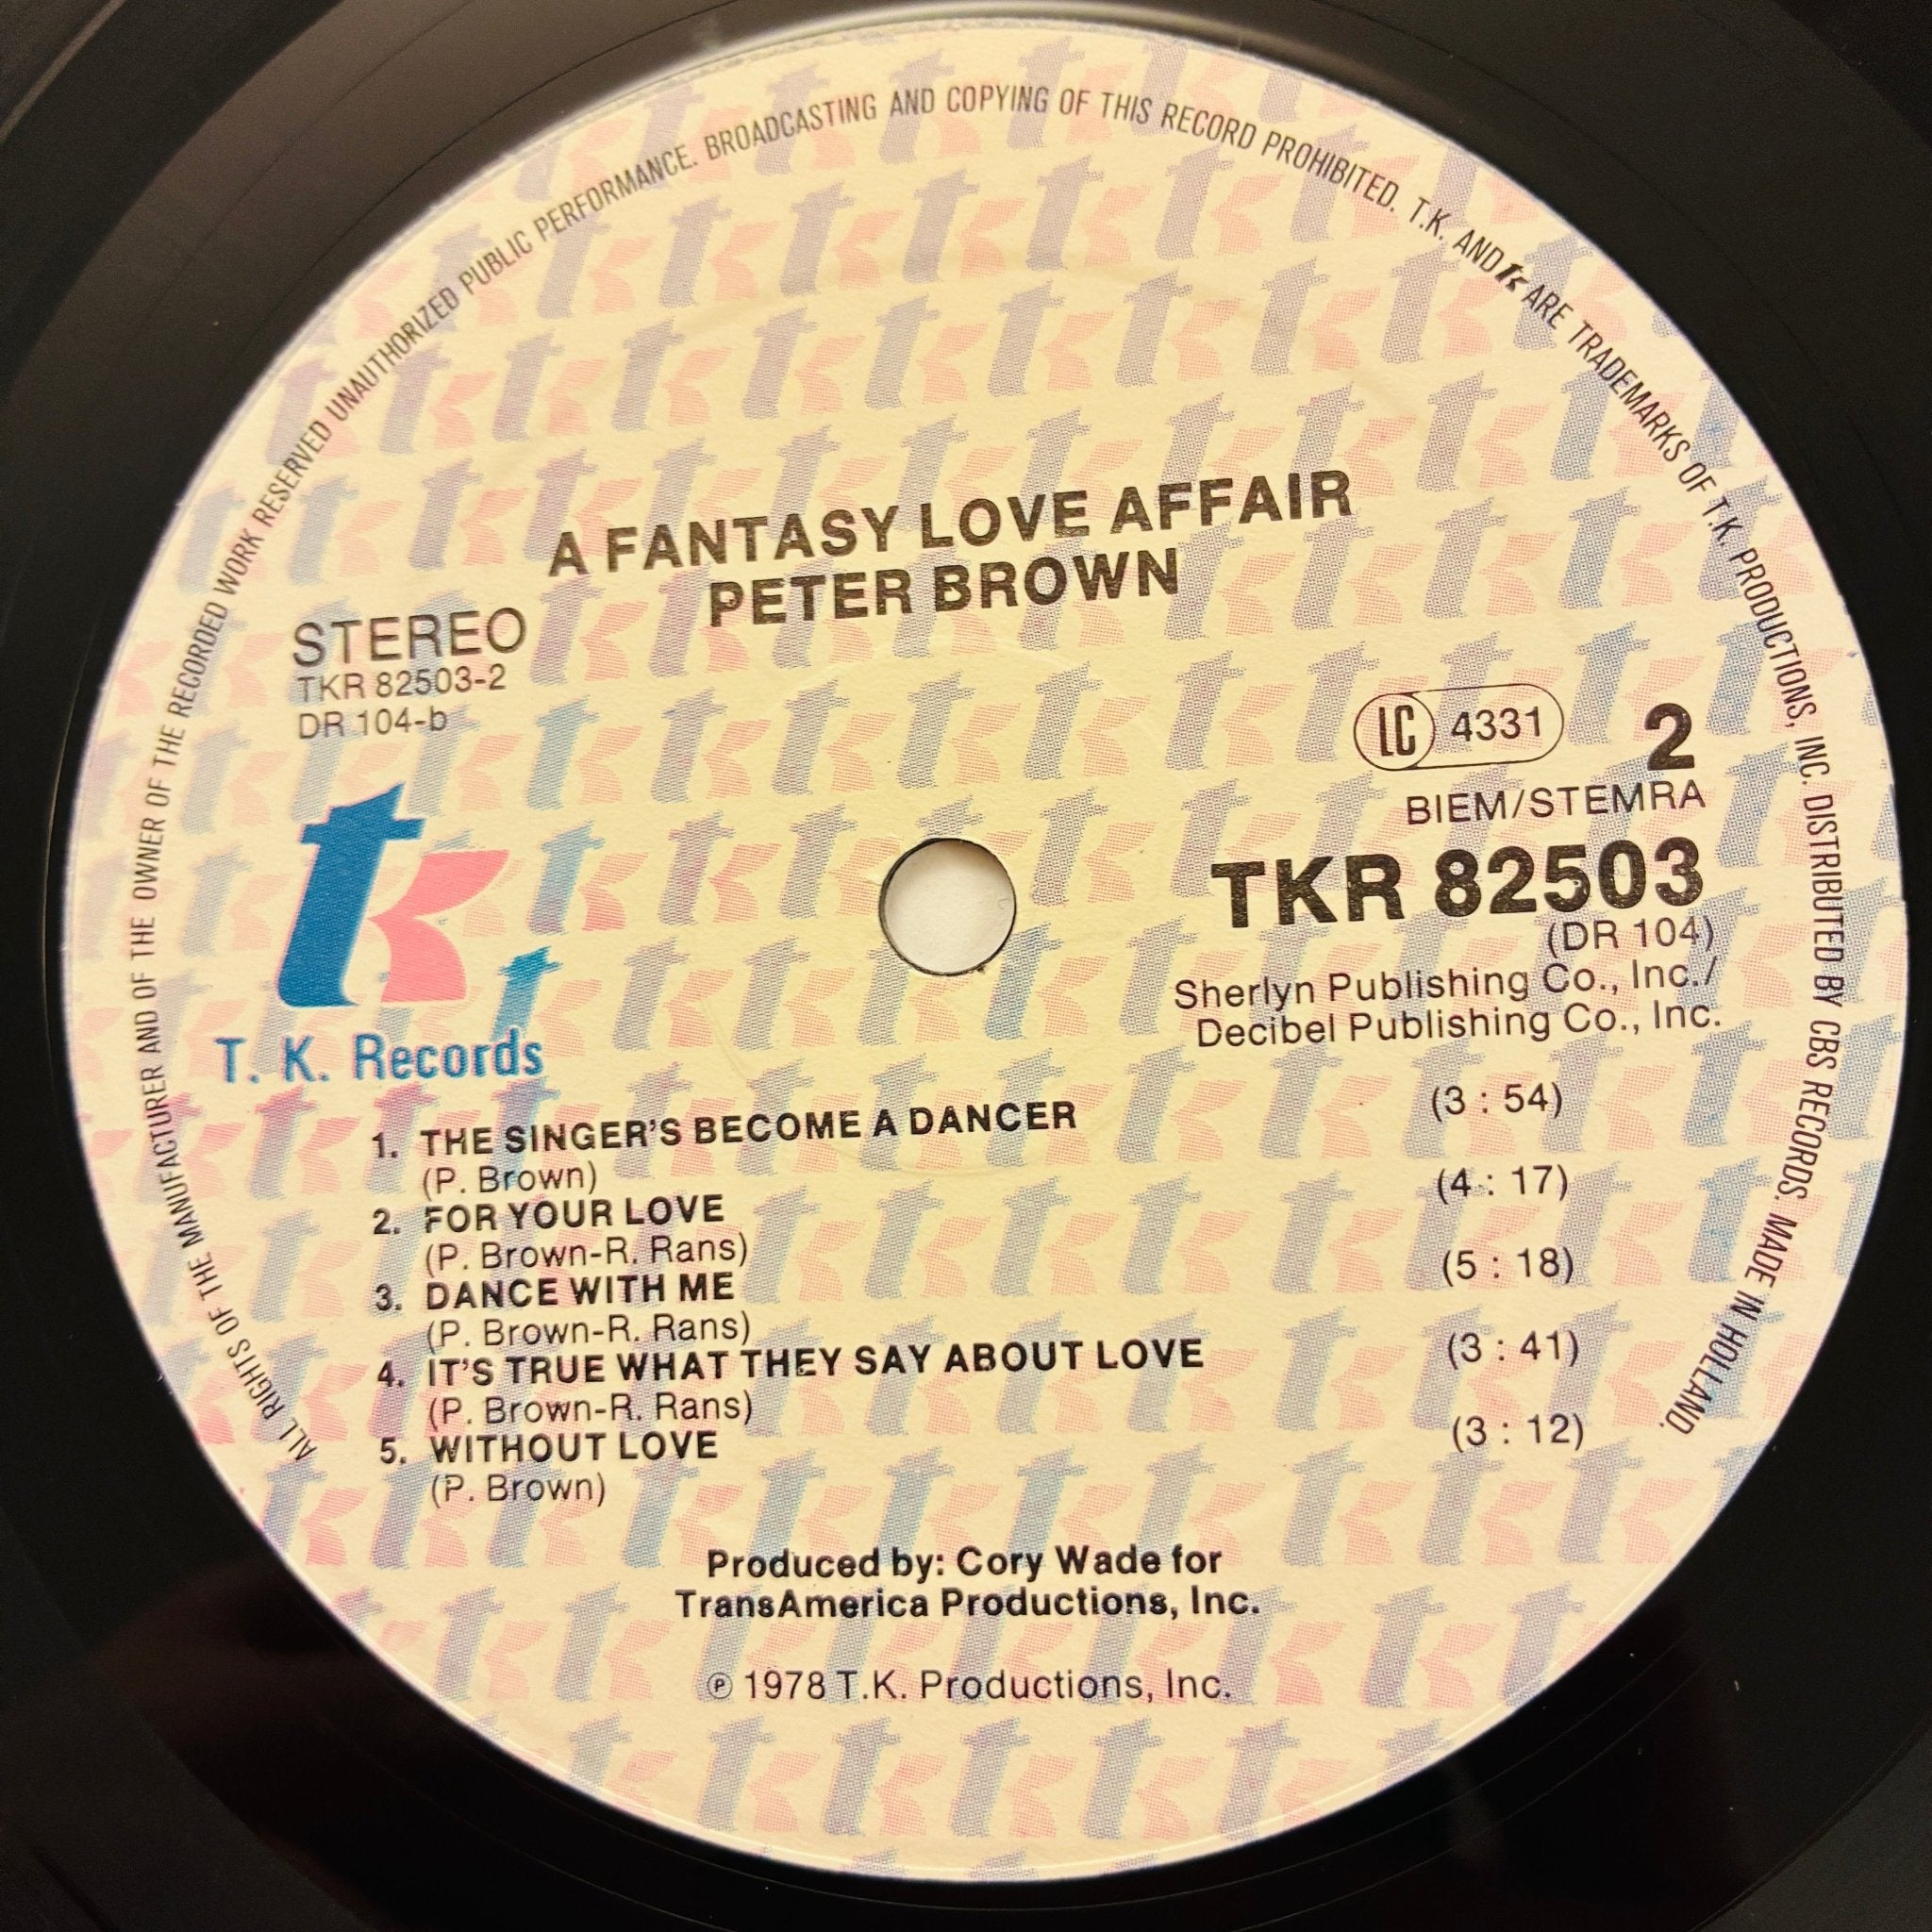 ALL RIGHTS OF THE MANUFACTURER AND OF THE OWNER OF THE RECORDED WORK RESERVED UNAUTHORIZED PUBLIC PERFORMANCE. BROADCASTING AND COPYING OF THIS RECORD PROHIBITED. T.K. AND tk ARE TRADEMARKS OF T.K. PRODUCTIONS, INC. DISTRIBUTED BY CBS RECORDS. MADE IN HOLLAND.
A FANTASY LOVE AFFAIR
PETER BROWN
STEREO
TKR 82503-2
DR 104-b
tk
T. K. Records
LC 4331 2
BIEM/STEMRA
TKR 82503
(DR 104)
Sherlyn Publishing Co., Inc./
Decibel Publishing Co., Inc.
1. THE SINGER'S BECOME A DANCER (3 : 54)
(P. Brown)
2. FOR YOUR LOVE (4 : 17)
(P. Brown-R. Rans)
3. DANCE WITH ME (5 : 18)
(P. Brown-R. Rans)
4. IT'S TRUE WHAT THEY SAY ABOUT LOVE (3 : 41)
(P. Brown-R. Rans)
5. WITHOUT LOVE (3 : 12)
(P. Brown)
Produced by: Cory Wade for
TransAmerica Productions, Inc.
℗ 1978 T.K. Productions, Inc.